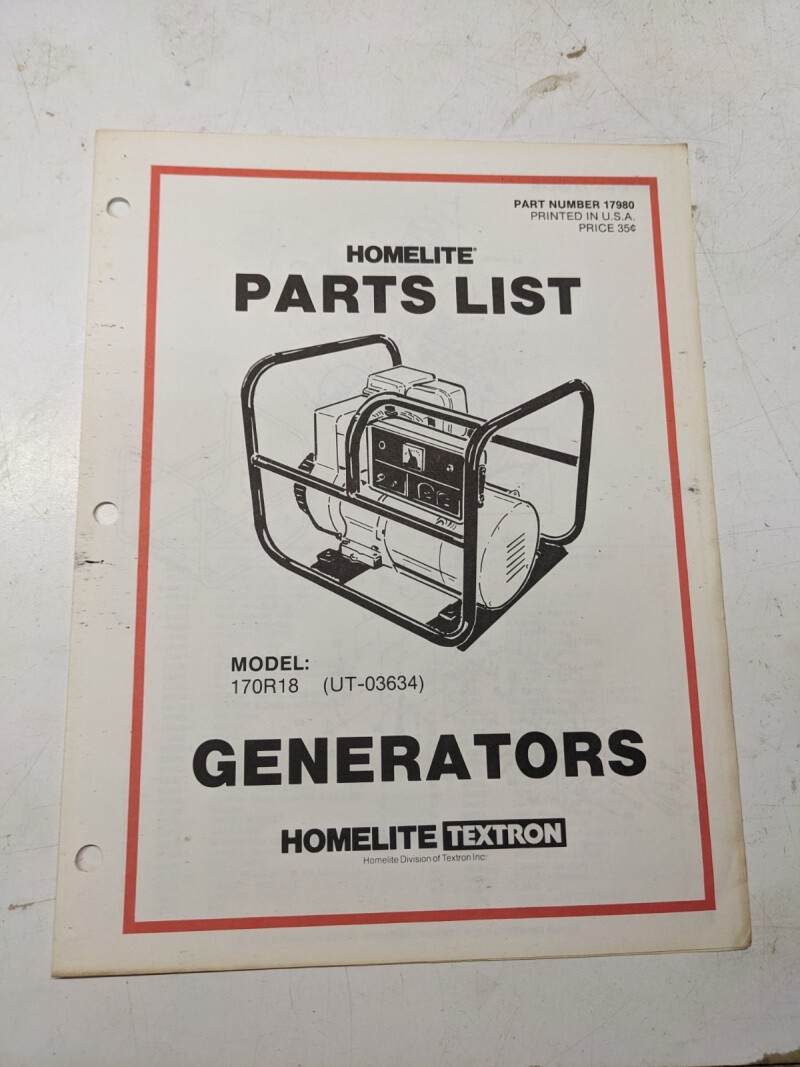 PART NUMBER 17980
PRINTED IN U.S.A.
PRICE 35¢
HOMELITE®
PARTS LIST
MODEL:
170R18 (UT-03634)
GENERATORS
HOMELITE TEXTRON
Homelite Division of Textron Inc.